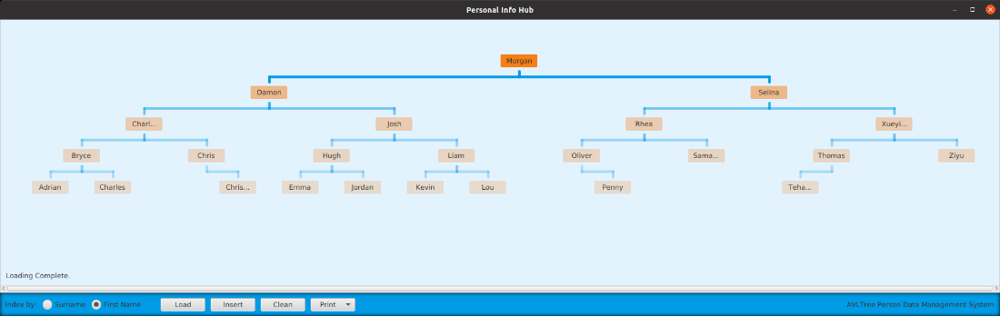 Personal Info Hub
Morgan
Damon Selina
Charl... Josh Rhea Xueyi...
Bryce Chris Hugh Liam Oliver Sama... Thomas Ziyu
Adrian Charles Chris... Emma Jordan Kevin Lou Penny Teha...
Loading Complete.
Index by: Surname First Name Load Insert Clean Print AVLTree Person Data Management System